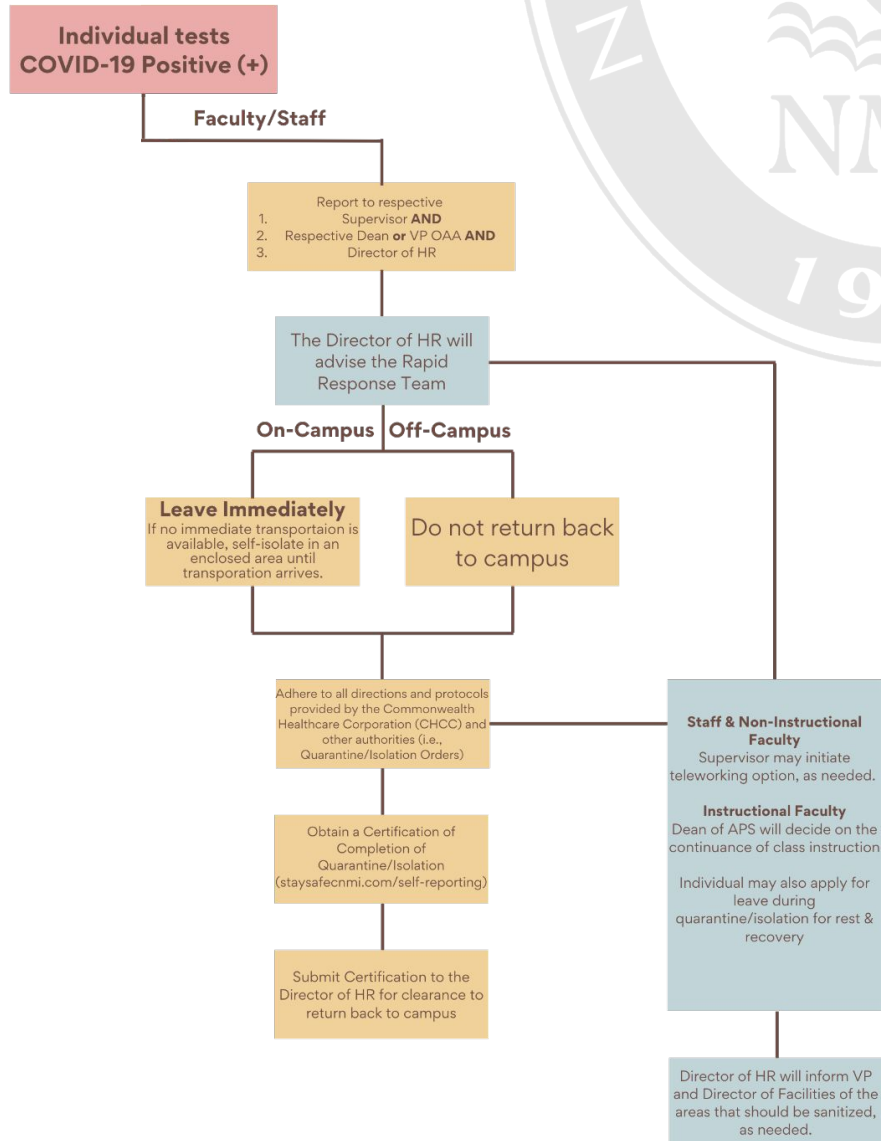 Individual tests
COVID-19 Positive (+)
Faculty/Staff
Report to respective
1. Supervisor AND
2. Respective Dean or VP OAA AND
3. Director of HR
The Director of HR will
advise the Rapid
Response Team
On-Campus Off-Campus
Leave Immediately
If no immediate transportaion is
available, self-isolate in an
enclosed area until
transporation arrives.
Do not return back
to campus
Adhere to all directions and protocols
provided by the Commonwealth
Healthcare Corporation (CHCC) and
other authorities (i.e.,
Quarantine/Isolation Orders)
Staff & Non-Instructional
Faculty
Supervisor may initiate
teleworking option, as needed.
Instructional Faculty
Dean of APS will decide on the
continuance of class instruction
Individual may also apply for
leave during
quarantine/isolation for rest &
recovery
Obtain a Certification of
Completion of
Quarantine/Isolation
(staysafecnmi.com/self-reporting)
Submit Certification to the
Director of HR for clearance to
return back to campus
Director of HR will inform VP
and Director of Facilities of the
areas that should be sanitized,
as needed.